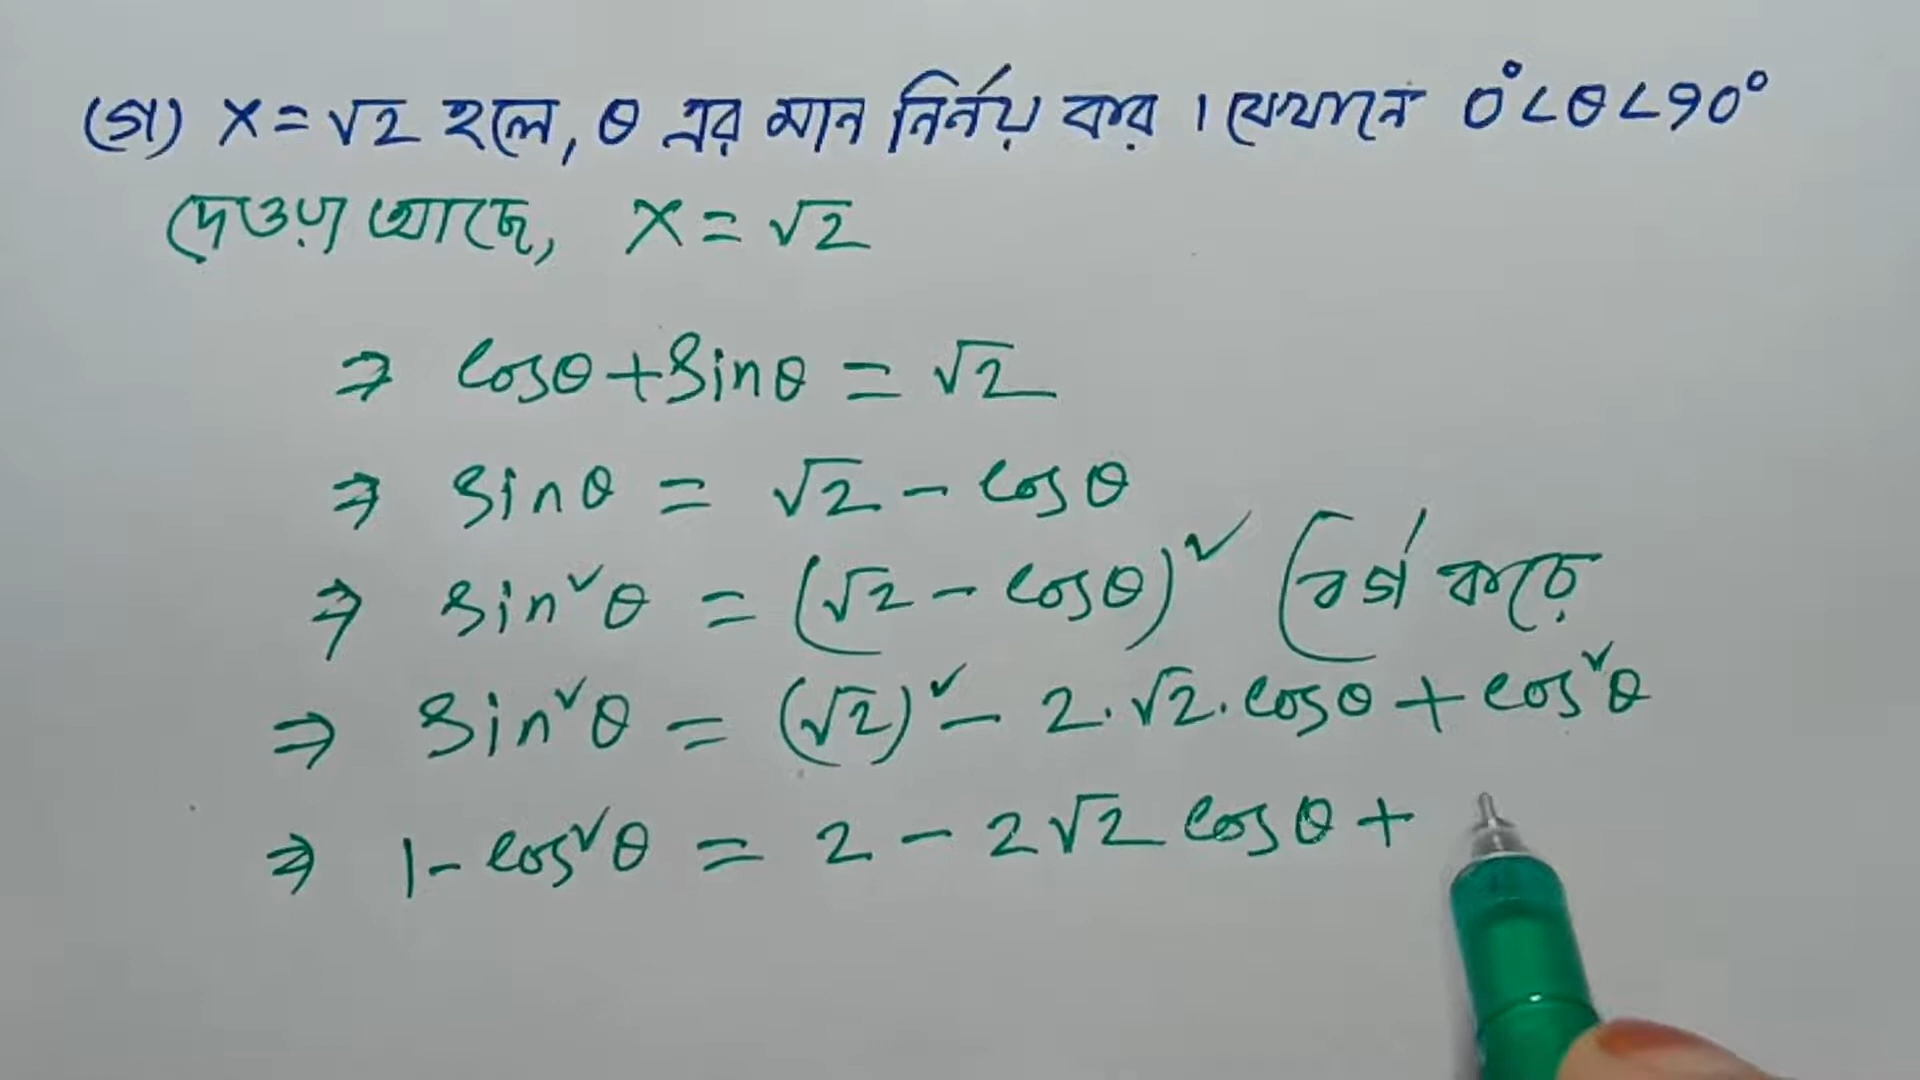 (গ) x = √2 হলে, θ এর মান নির্নয় কর । যেখানে 0° < θ < 90°
দেওয়া আছে, x = √2
⇒ cosθ + sinθ = √2
⇒ sinθ = √2 - cosθ
⇒ sin²θ = (√2 - cosθ)² (বর্গ করে
⇒ sin²θ = (√2)² - 2.√2.cosθ + cos²θ
⇒ 1 - cos²θ = 2 - 2√2 cosθ +